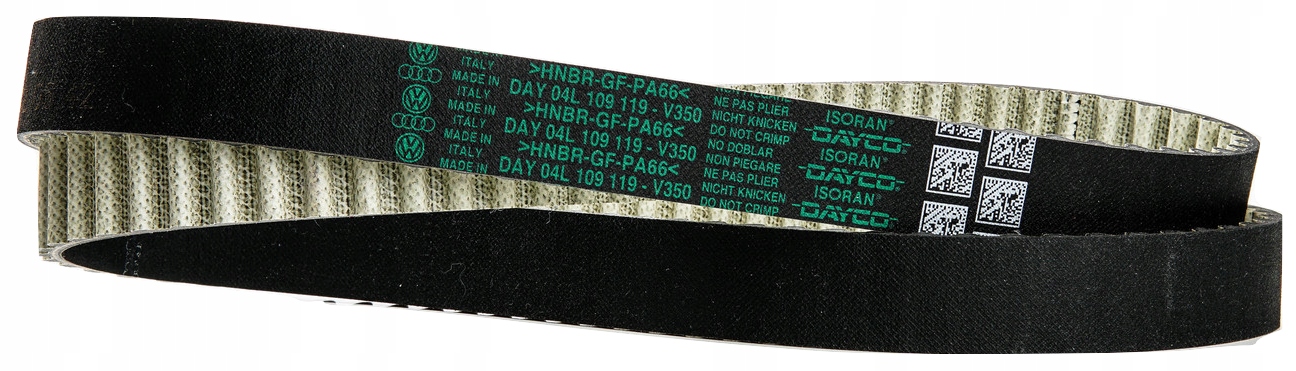 ITALY
MADE IN
ITALY
MADE IN
ITALY
MADE IN
>HNBR-GF-PA66<
DAY 04L 109 119 - V350
>HNBR-GF-PA66<
DAY 04L 109 119 - V350
>HNBR-GF-PA66<
DAY 04L 109 119 - V350
NON PIEGARE
NE PAS PLIER
NICHT KNICKEN
DO NOT CRIMP
NO DOBLAR
NON PIEGARE
NE PAS PLIER
NICHT KNICKEN
DO NOT CRIMP
ISORAN®
DAYCO
ISORAN®
DAYCO
ISORAN®
DAYCO